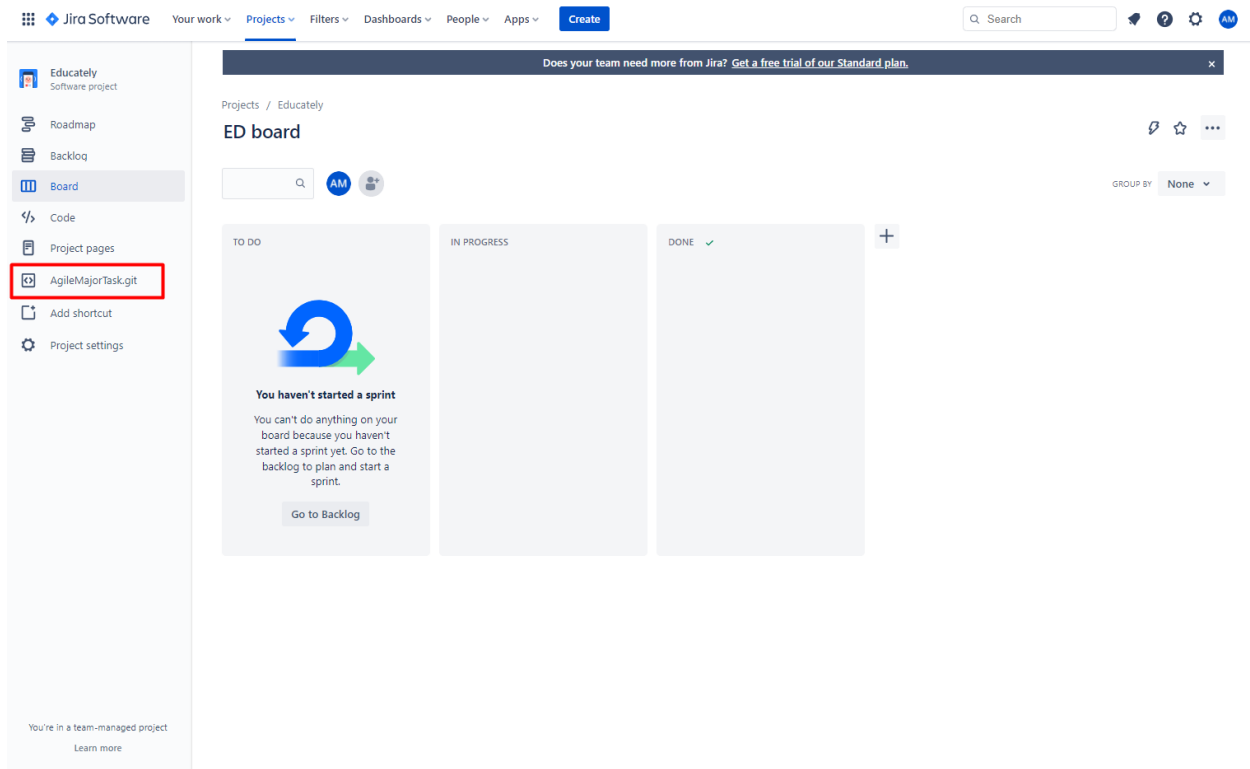 Jira Software
Your work
Projects
Filters
Dashboards
People
Apps
Create
Search
AM
Educately
Software project
Roadmap
Backlog
Board
Code
Project pages
AgileMajorTask.git
Add shortcut
Project settings
You're in a team-managed project
Learn more
Does your team need more from Jira? Get a free trial of our Standard plan.
Projects / Educately
ED board
AM
GROUP BY None
TO DO
You haven't started a sprint
You can't do anything on your
board because you haven't
started a sprint yet. Go to the
backlog to plan and start a
sprint.
Go to Backlog
IN PROGRESS
DONE